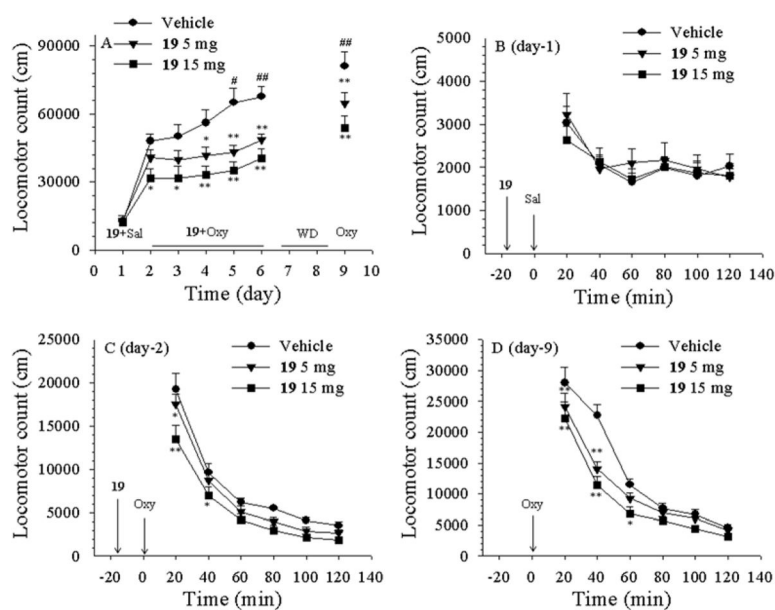 Vehicle
19 5 mg
19 15 mg
A
Locomotor count (cm)
90000
60000
30000
0
# ## ##
**
* ** **
* * ** ** ** **
19+Sal 19+Oxy WD Oxy
0 1 2 3 4 5 6 7 8 9 10
Time (day)
B (day-1)
Vehicle
19 5 mg
19 15 mg
Locomotor count (cm)
5000
4000
3000
2000
1000
0
19
Sal
-20 0 20 40 60 80 100 120 140
Time (min)
C (day-2)
Vehicle
19 5 mg
19 15 mg
Locomotor count (cm)
25000
20000
15000
10000
5000
0
*
**
*
19
Oxy
-20 0 20 40 60 80 100 120 140
Time (min)
D (day-9)
Vehicle
19 5 mg
19 15 mg
Locomotor count (cm)
35000
30000
25000
20000
15000
10000
5000
0
**
**
**
**
*
Oxy
-20 0 20 40 60 80 100 120 140
Time (min)